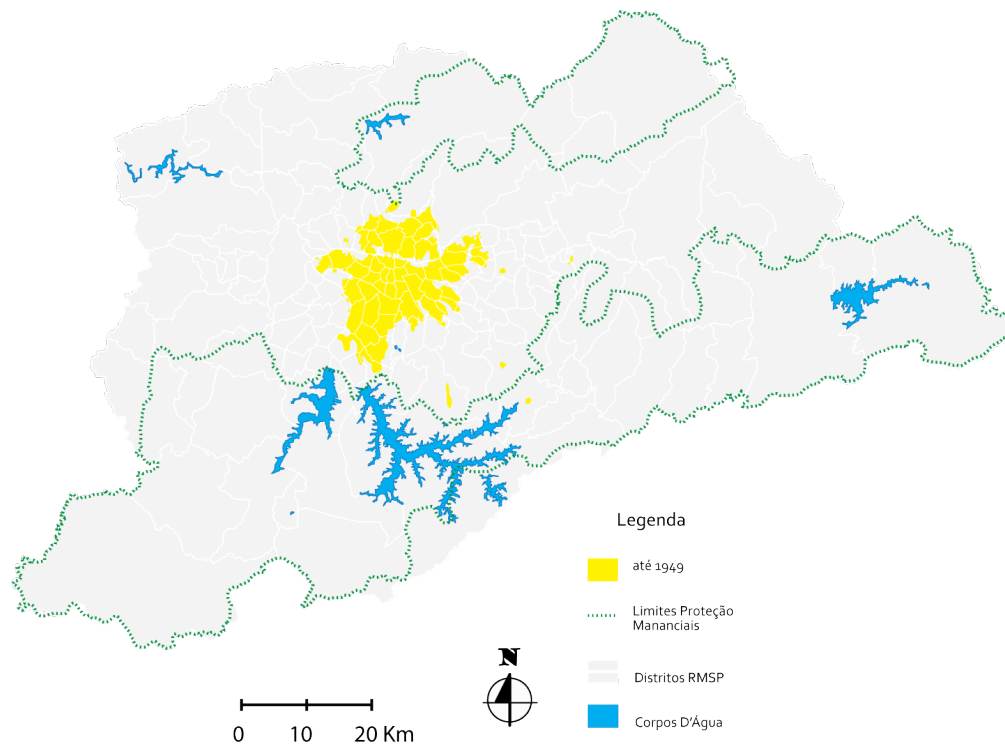 Legenda
até 1949
Limites Proteção
Mananciais
Distritos RMSP
Corpos D'Água
N
0 10 20 Km